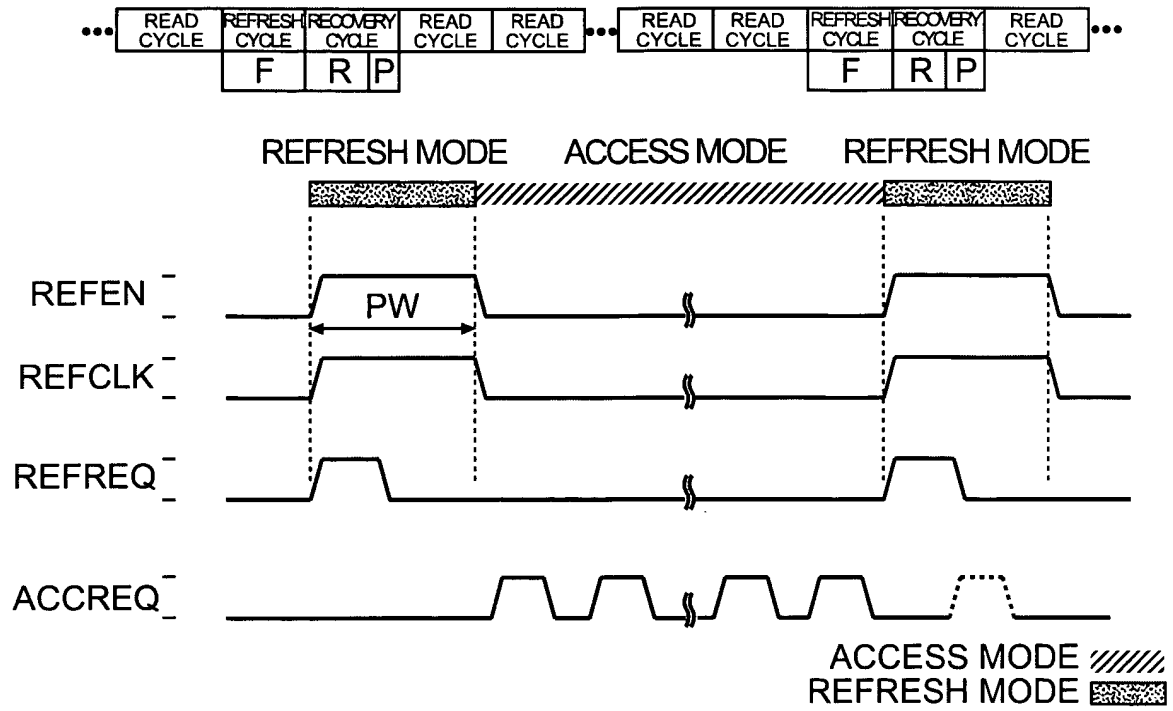 ••• READ CYCLE REFRESH CYCLE RECOVERY CYCLE READ CYCLE READ CYCLE ••• READ CYCLE READ CYCLE REFRESH CYCLE RECOVERY CYCLE READ CYCLE •••
F R P F R P
REFRESH MODE ACCESS MODE REFRESH MODE
REFEN
PW
REFCLK
REFREQ
ACCREQ
ACCESS MODE
REFRESH MODE